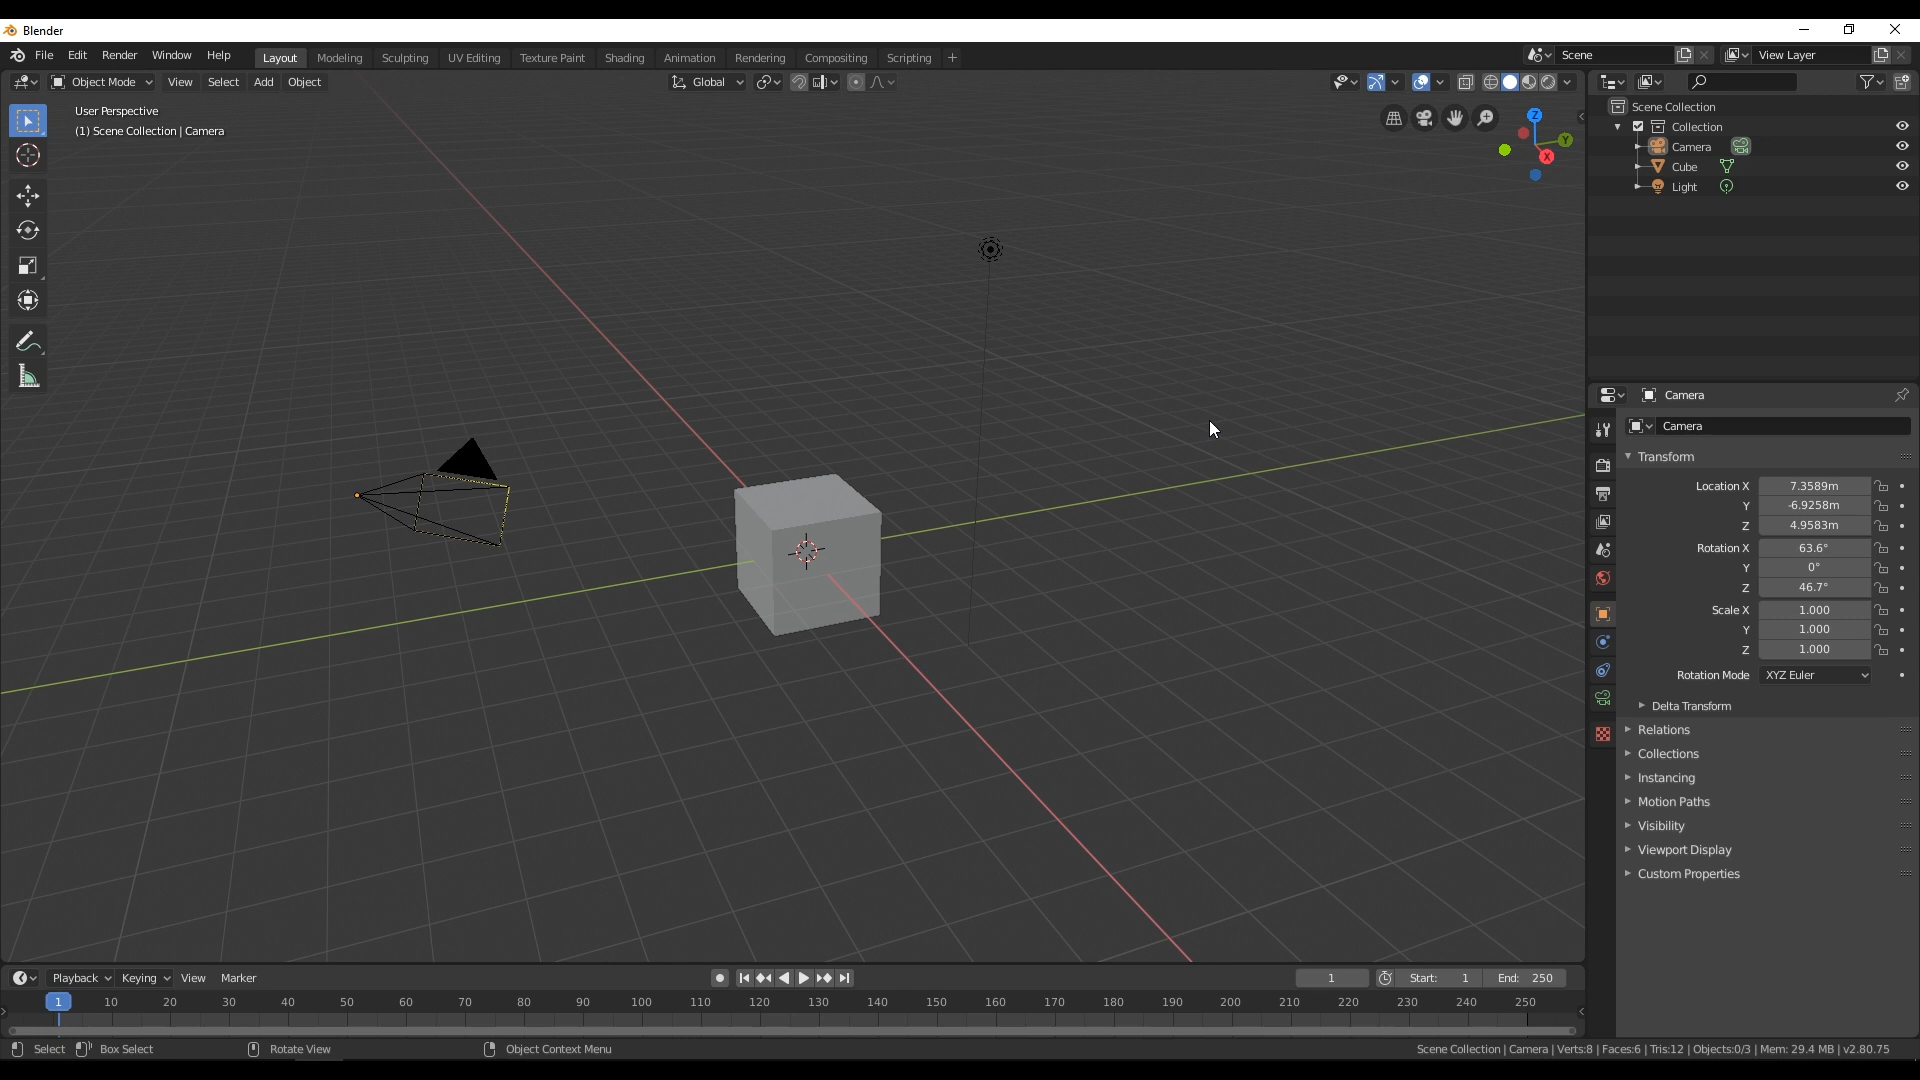 Blender
File Edit Render Window Help Layout Modeling Sculpting UV Editing Texture Paint Shading Animation Rendering Compositing Scripting + Scene View Layer
Object Mode View Select Add Object Global
User Perspective
(1) Scene Collection | Camera
Z
Y
X
Scene Collection
Collection
Camera
Cube
Light
Camera
Camera
Transform
Location X 7.3589m
Y -6.9258m
Z 4.9583m
Rotation X 63.6°
Y 0°
Z 46.7°
Scale X 1.000
Y 1.000
Z 1.000
Rotation Mode XYZ Euler
Delta Transform
Relations
Collections
Instancing
Motion Paths
Visibility
Viewport Display
Custom Properties
Playback Keying View Marker 1 Start: 1 End: 250
1 10 20 30 40 50 60 70 80 90 100 110 120 130 140 150 160 170 180 190 200 210 220 230 240 250
Select Box Select Rotate View Object Context Menu Scene Collection | Camera | Verts:8 | Faces:6 | Tris:12 | Objects:0/3 | Mem: 29.4 MB | v2.80.75